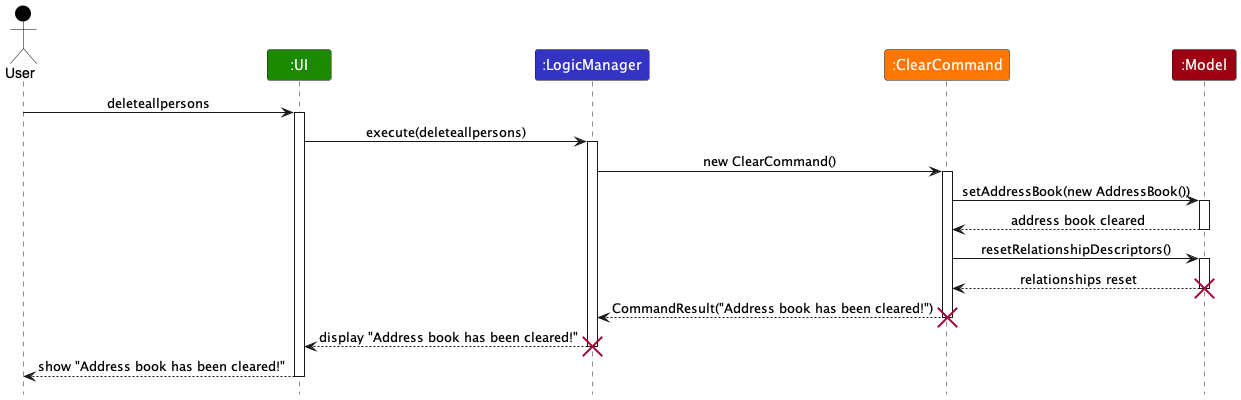 User
:UI
:LogicManager
:ClearCommand
:Model
deleteallpersons
execute(deleteallpersons)
new ClearCommand()
setAddressBook(new AddressBook())
address book cleared
resetRelationshipDescriptors()
relationships reset
CommandResult("Address book has been cleared!")
display "Address book has been cleared!"
show "Address book has been cleared!"